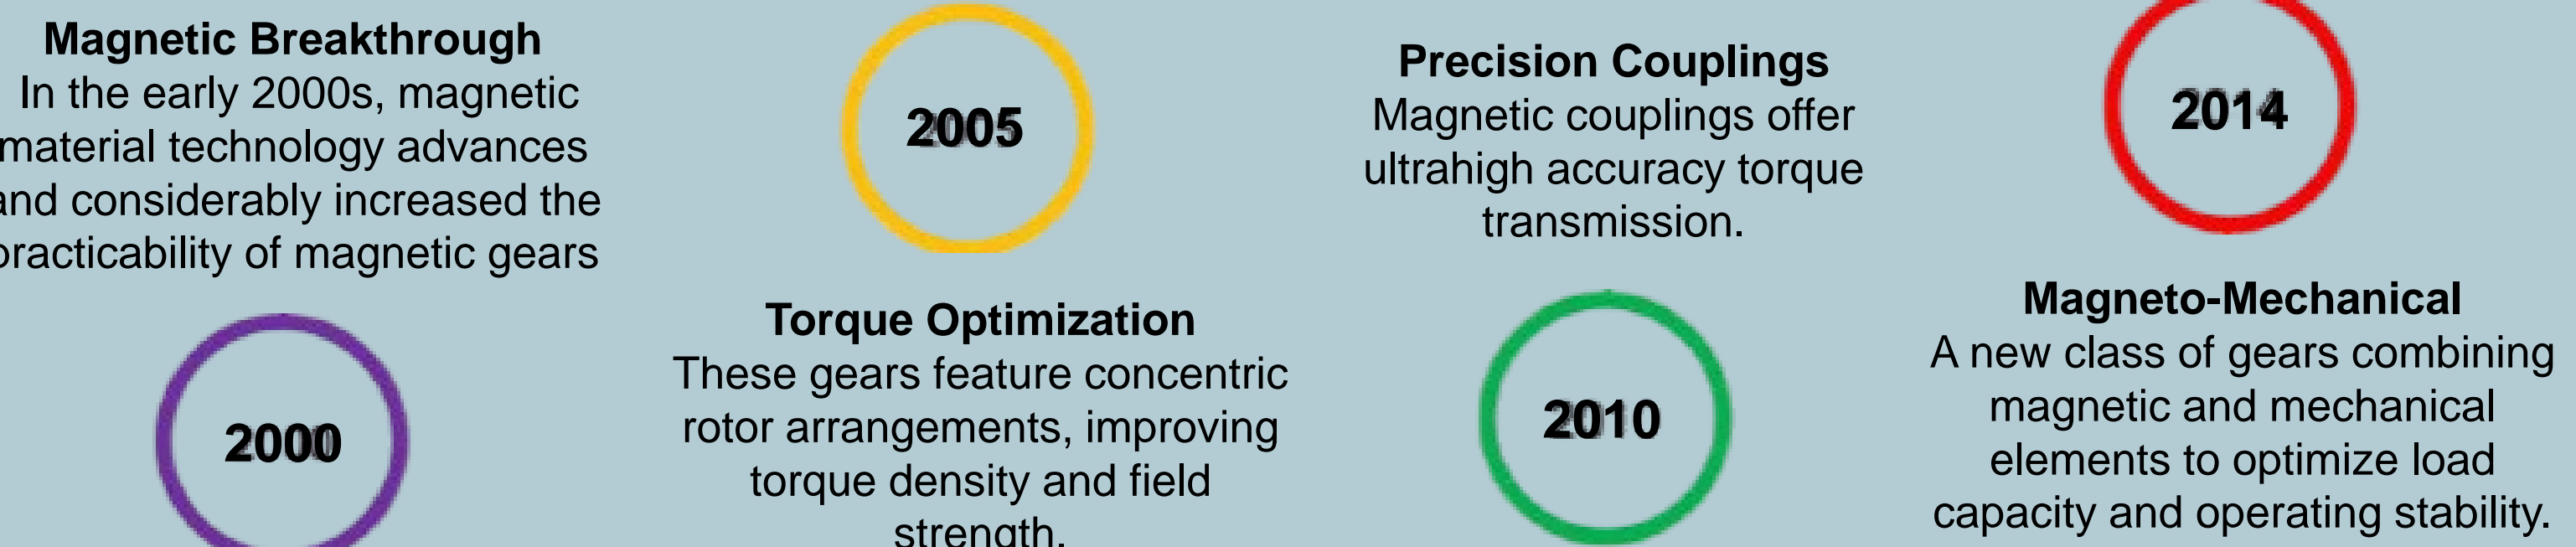 Magnetic Breakthrough
In the early 2000s, magnetic
material technology advances
and considerably increased the
practicability of magnetic gears
2000
2005
Torque Optimization
These gears feature concentric
rotor arrangements, improving
torque density and field
strength.
Precision Couplings
Magnetic couplings offer
ultrahigh accuracy torque
transmission.
2010
2014
Magneto-Mechanical
A new class of gears combining
magnetic and mechanical
elements to optimize load
capacity and operating stability.